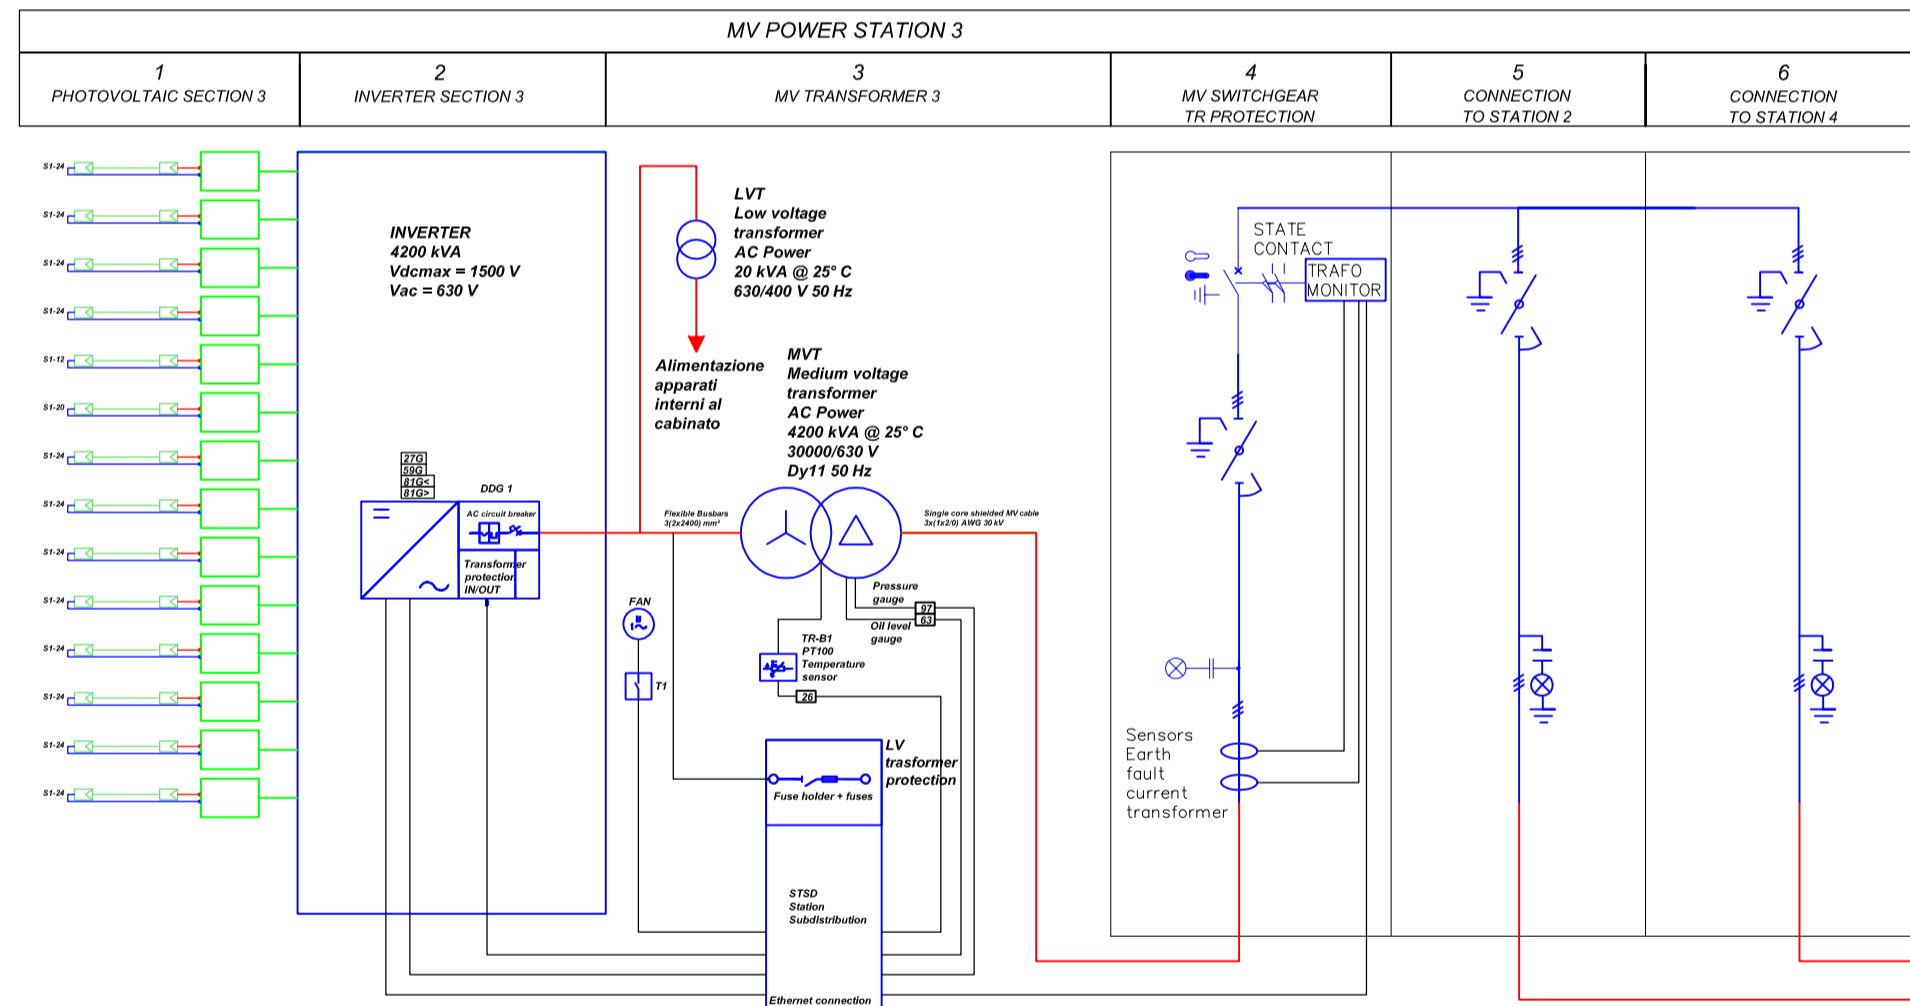 MV POWER STATION 3
1
PHOTOVOLTAIC SECTION 3
2
INVERTER SECTION 3
3
MV TRANSFORMER 3
4
MV SWITCHGEAR
TR PROTECTION
5
CONNECTION
TO STATION 2
6
CONNECTION
TO STATION 4
S1-24
S1-24
S1-24
S1-24
S1-12
S1-20
S1-24
S1-24
S1-24
S1-24
S1-24
S1-24
S1-24
S1-24
INVERTER
4200 kVA
Vdcmax = 1500 V
Vac = 630 V
27G
59G
81G<
81G>
DDG 1
AC circuit breaker
Transformer
protection
IN/OUT
LVT
Low voltage
transformer
AC Power
20 kVA @ 25° C
630/400 V 50 Hz
Alimentazione
apparati
interni al
cabinato
MVT
Medium voltage
transformer
AC Power
4200 kVA @ 25° C
30000/630 V
Dy11 50 Hz
Flexible Busbars
3(2x2400) mm²
Single core shielded MV cable
3x(1x2/0) AWG 30 kV
Pressure
gauge
97
63
Oil level
gauge
FAN
M
1~
T1
TR-B1
PT100
Temperature
sensor
26
LV
trasformer
protection
Fuse holder + fuses
STSD
Station
Subdistribution
Ethernet connection
STATE
CONTACT
TRAFO
MONITOR
Sensors
Earth
fault
current
transformer